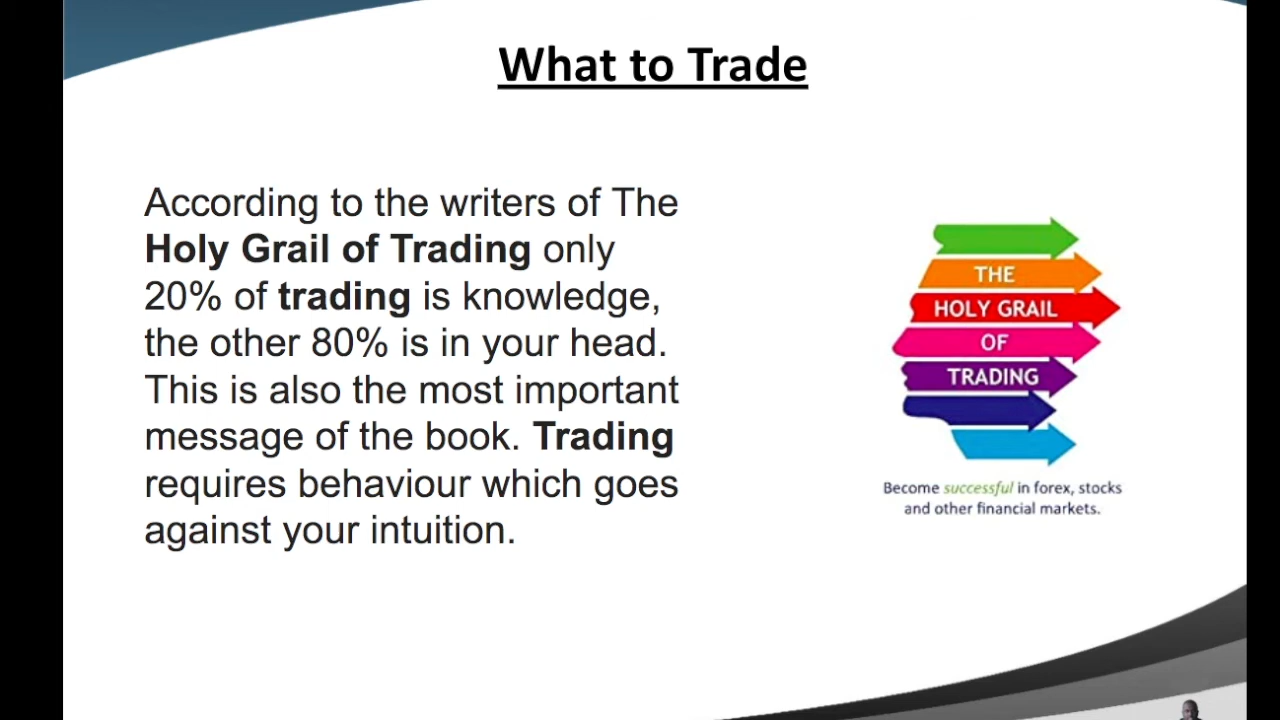 What to Trade
According to the writers of The
Holy Grail of Trading only
20% of trading is knowledge,
the other 80% is in your head.
This is also the most important
message of the book. Trading
requires behaviour which goes
against your intuition.
THE
HOLY GRAIL
OF
TRADING
Become successful in forex, stocks
and other financial markets.